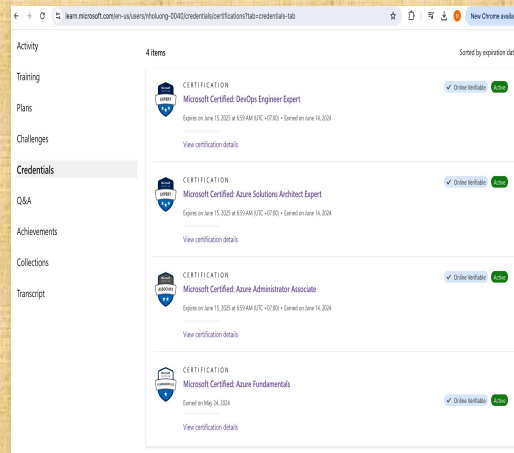 learn.microsoft.com/en-us/users/nholuong-0040/credentials/certifications?tab=credentials-tab
New Chrome availa
Activity
Training
Plans
Challenges
Credentials
Q&A
Achievements
Collections
Transcript
4 items
Sorted by expiration dat
CERTIFICATION
Microsoft Certified: DevOps Engineer Expert
Expires on June 15, 2025 at 6:59 AM (UTC +07:00) • Earned on June 14, 2024
View certification details
✓ Online Verifiable Active
EXPERT
CERTIFICATION
Microsoft Certified: Azure Solutions Architect Expert
Expires on June 15, 2025 at 6:59 AM (UTC +07:00) • Earned on June 14, 2024
View certification details
✓ Online Verifiable Active
EXPERT
CERTIFICATION
Microsoft Certified: Azure Administrator Associate
Expires on June 15, 2025 at 6:59 AM (UTC +07:00) • Earned on June 14, 2024
View certification details
✓ Online Verifiable Active
ASSOCIATE
CERTIFICATION
Microsoft Certified: Azure Fundamentals
Earned on May 24, 2024
View certification details
✓ Online Verifiable Active
FUNDAMENTALS